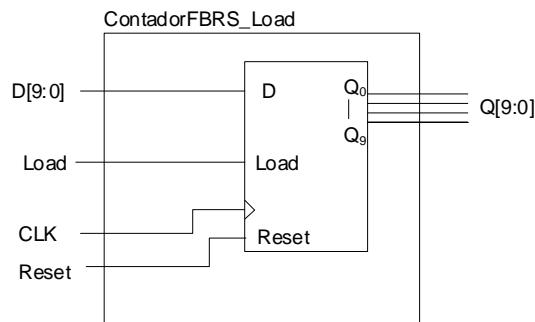 ContadorFBRS_Load
D[9:0]
D
Q0
|
Q9
Q[9:0]
Load
Load
CLK
Reset
Reset